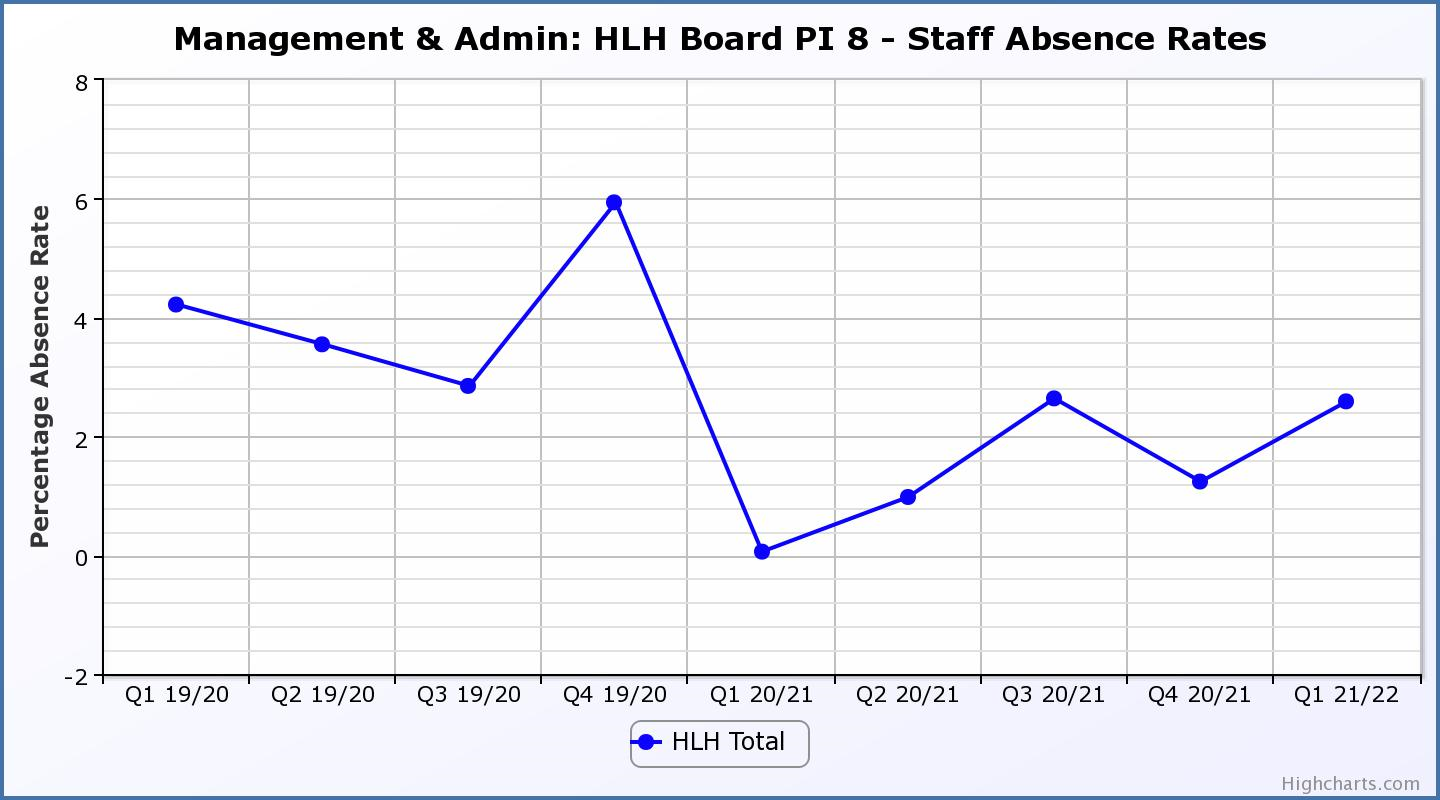 Management & Admin: HLH Board PI 8 - Staff Absence Rates
Percentage Absence Rate
8
6
4
2
0
-2
Q1 19/20 Q2 19/20 Q3 19/20 Q4 19/20 Q1 20/21 Q2 20/21 Q3 20/21 Q4 20/21 Q1 21/22
HLH Total
Highcharts.com